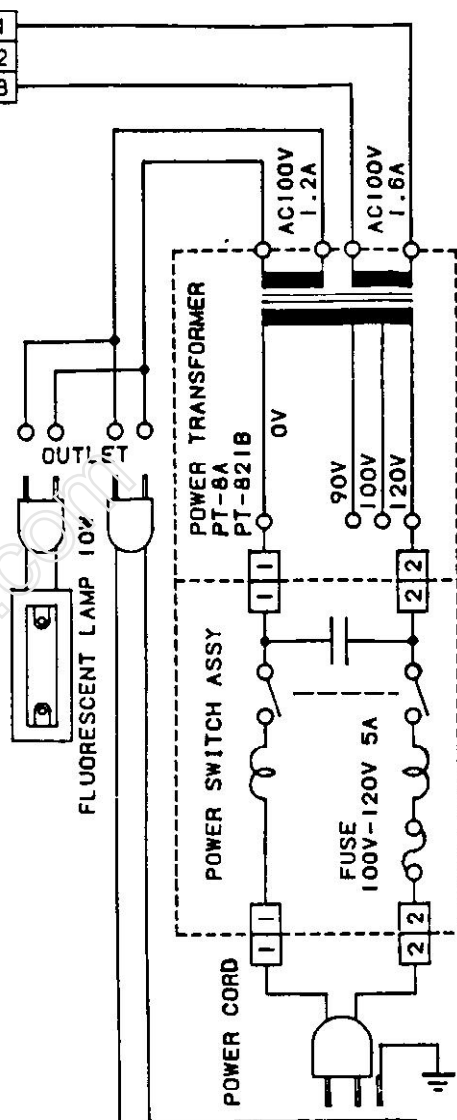 2
AC100V
1.2A
AC100V
1.6A
POWER TRANSFORMER
PT-8A
PT-821B
0V
90V
100V
120V
OUTLET
FLUORESCENT LAMP 10W
1 1
2 2
POWER SWITCH ASSY
FUSE
100V-120V 5A
1 1
2 2
POWER CORD
.com